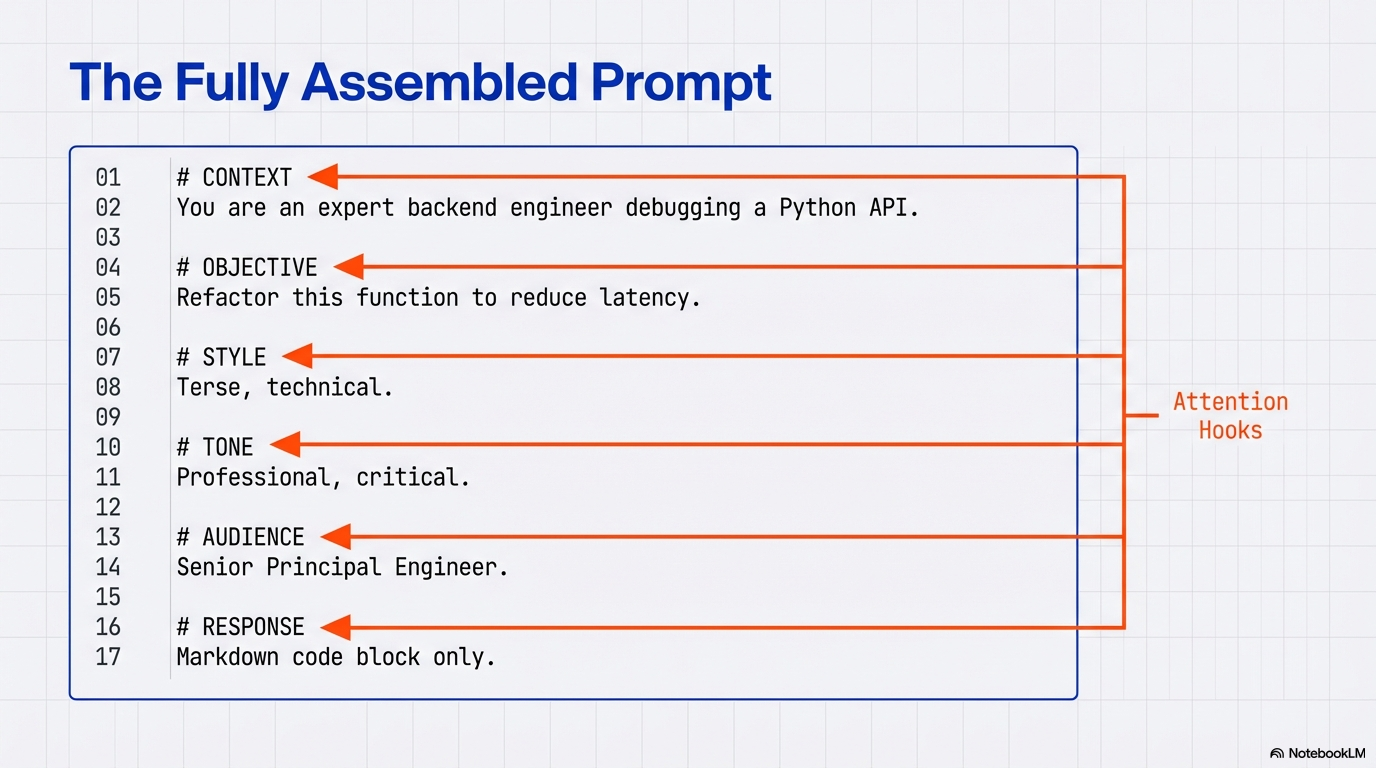 The Fully Assembled Prompt
01 # CONTEXT
02 You are an expert backend engineer debugging a Python API.
03
04 # OBJECTIVE
05 Refactor this function to reduce latency.
06
07 # STYLE
08 Terse, technical.
09
10 # TONE
11 Professional, critical.
12
13 # AUDIENCE
14 Senior Principal Engineer.
15
16 # RESPONSE
17 Markdown code block only.
Attention
Hooks
NotebookLM